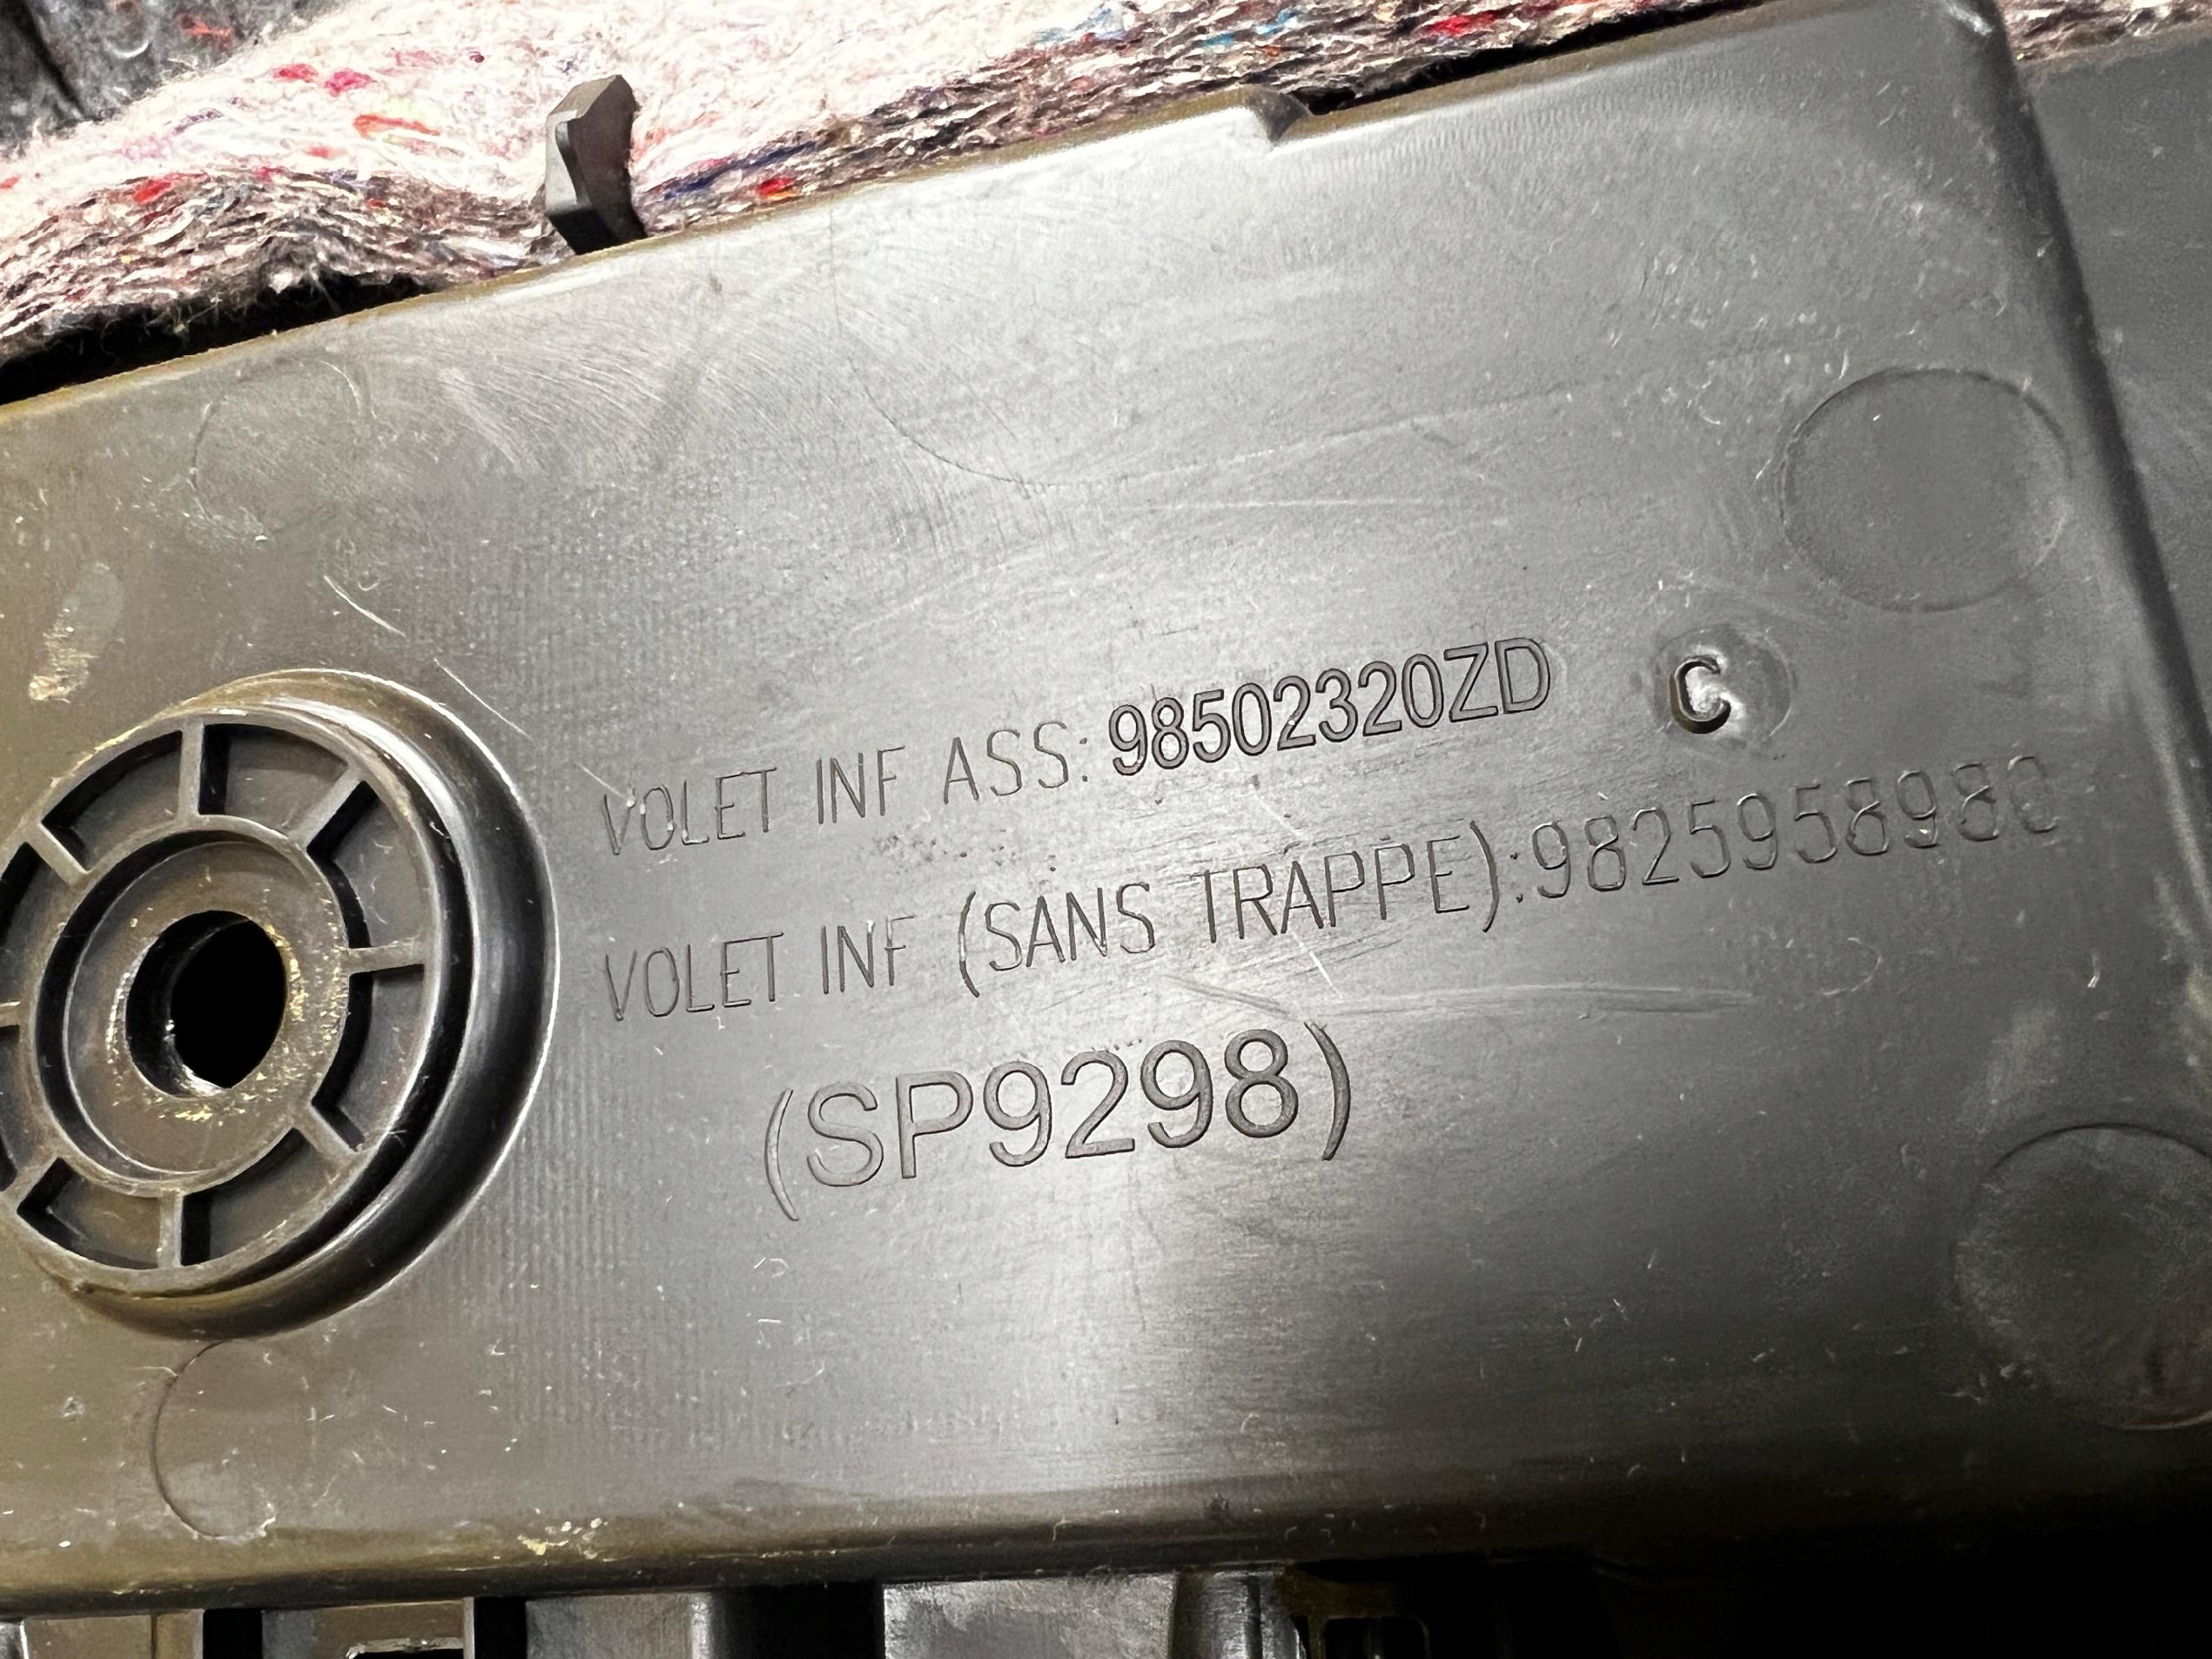 VOLET INF ASS: 98502320ZD C
VOLET INF (SANS TRAPPE):9825958980
(SP9298)